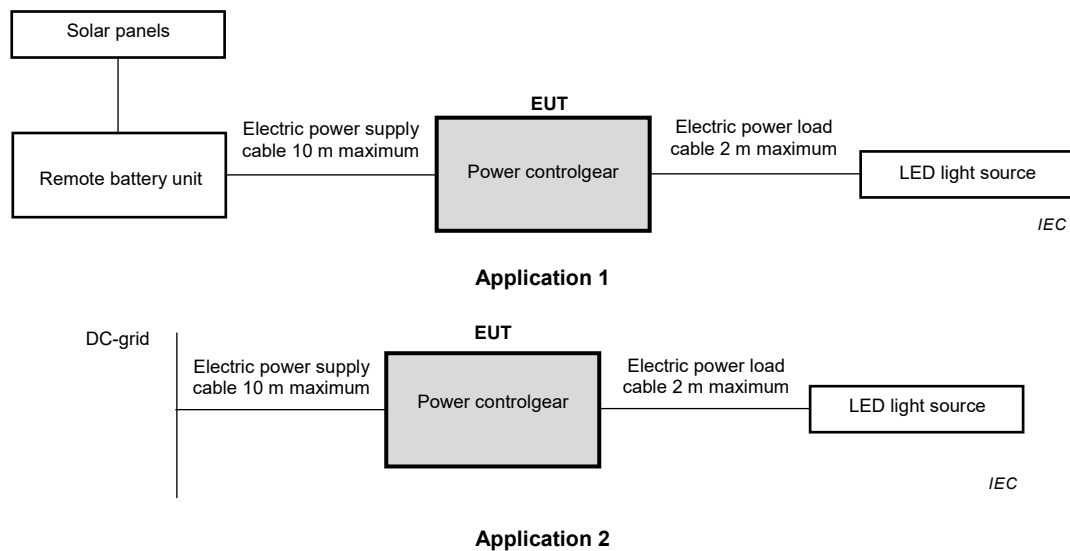 Solar panels
EUT
Electric power supply
cable 10 m maximum
Electric power load
cable 2 m maximum
Remote battery unit
Power controlgear
LED light source
IEC
Application 1
DC-grid
EUT
Electric power supply
cable 10 m maximum
Electric power load
cable 2 m maximum
Power controlgear
LED light source
IEC
Application 2